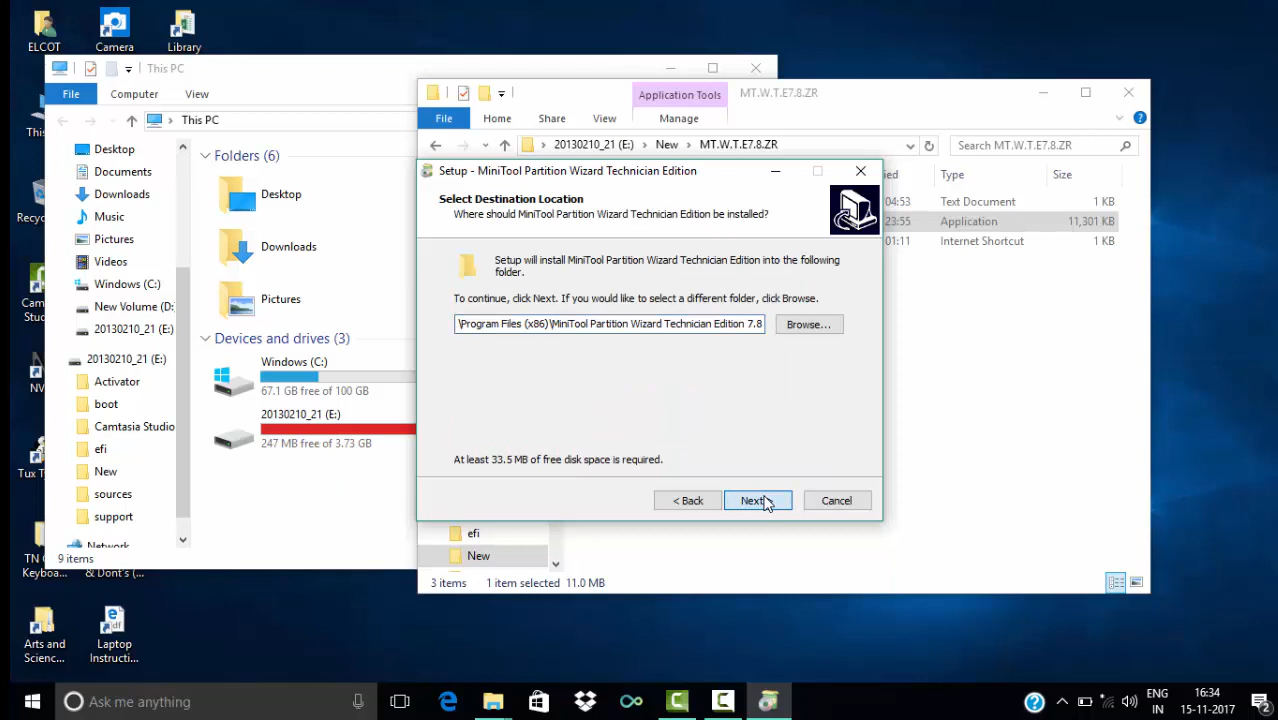 ELCOT
Camera
Library
This PC
File
Computer
View
This PC
Desktop
Documents
Downloads
Music
Pictures
Videos
Windows (C:)
New Volume (D:
20130210_21 (E:)
20130210_21 (E:)
Activator
boot
Camtasia Studio
efi
New
sources
support
Network
9 items
Folders (6)
Desktop
Downloads
Pictures
Devices and drives (3)
Windows (C:)
67.1 GB free of 100 GB
20130210_21 (E:)
247 MB free of 3.73 GB
Application Tools
MT.W.T.E7.8.ZR
File
Home
Share
View
Manage
20130210_21 (E:)
New
MT.W.T.E7.8.ZR
Search MT.W.T.E7.8.ZR
ied
Type
Size
04:53
Text Document
1 KB
23:55
Application
11,301 KB
01:11
Internet Shortcut
1 KB
Setup - MiniTool Partition Wizard Technician Edition
Select Destination Location
Where should MiniTool Partition Wizard Technician Edition be installed?
Setup will install MiniTool Partition Wizard Technician Edition into the following
folder.
To continue, click Next. If you would like to select a different folder, click Browse.
\Program Files (x86)\MiniTool Partition Wizard Technician Edition 7.8
Browse...
At least 33.5 MB of free disk space is required.
< Back
Next
Cancel
efi
New
3 items
1 item selected 11.0 MB
This
Recyc
Cam
Stud
NV
Tux Ty
TN
Keyboa...
& Dont's (...
Arts and
Scienc...
Laptop
Instructi...
Ask me anything
ENG
IN
16:34
15-11-2017
2